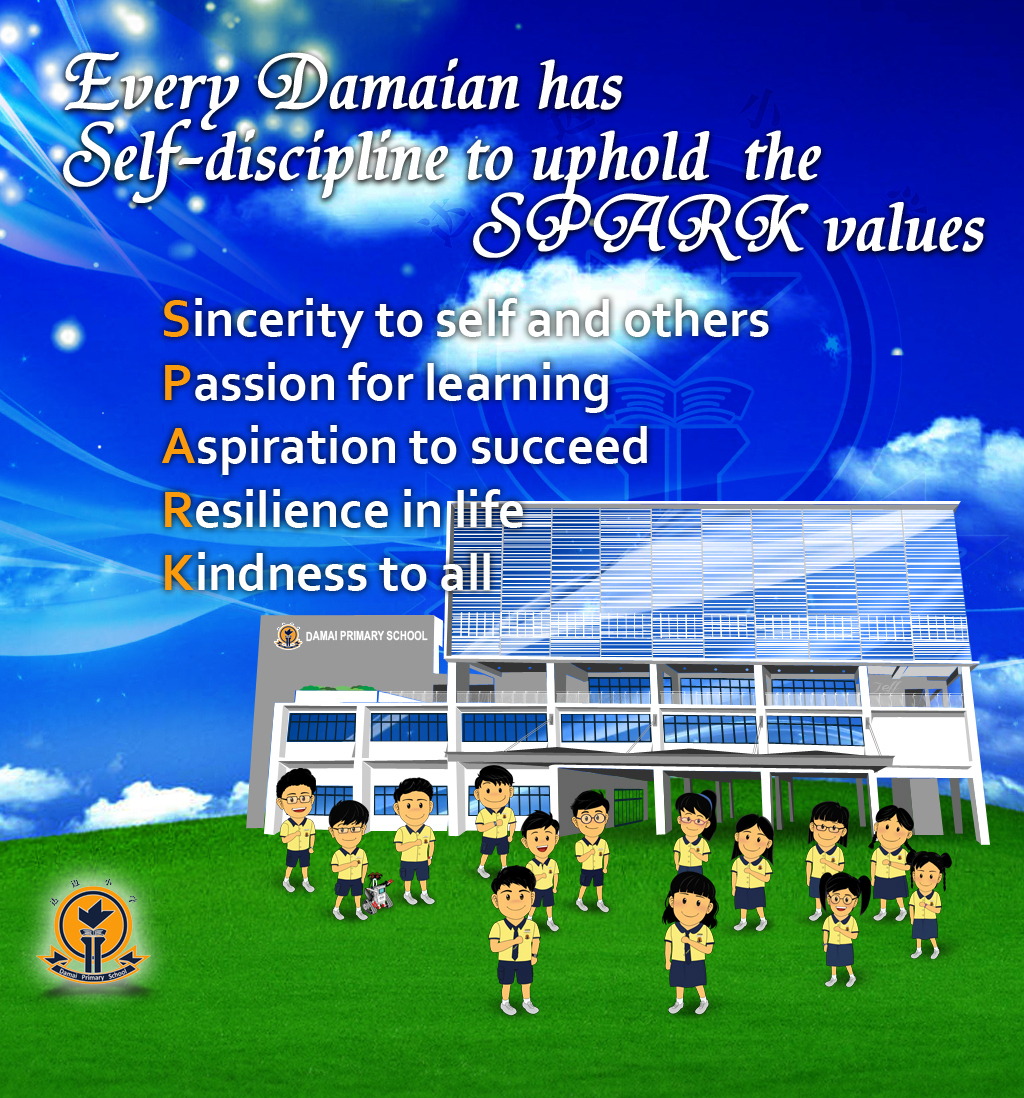 Every Damaian has
Self-discipline to uphold the
SPARK values
Sincerity to self and others
Passion for learning
Aspiration to succeed
Resilience in life
Kindness to all
DAMAI PRIMARY SCHOOL
Damai Primary School